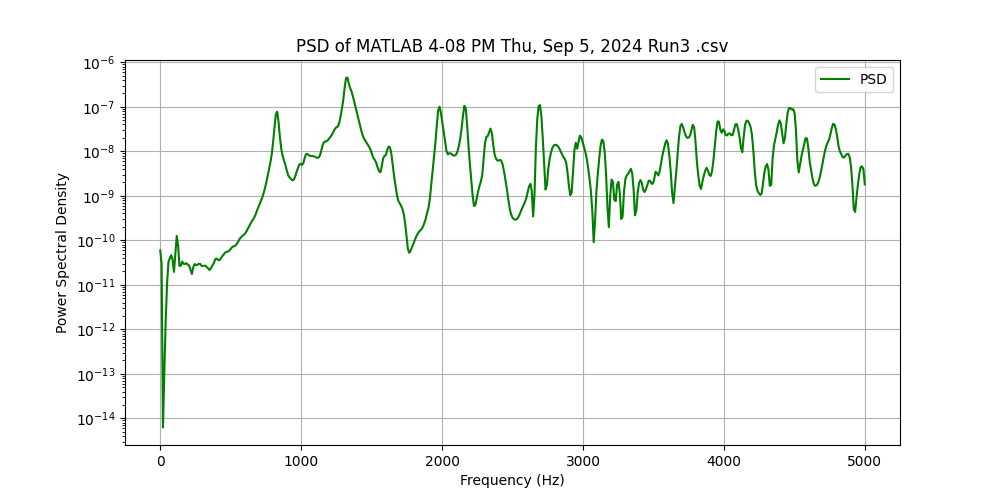 PSD of MATLAB 4-08 PM Thu, Sep 5, 2024 Run3 .csv
PSD
Power Spectral Density
10⁻⁶
10⁻⁷
10⁻⁸
10⁻⁹
10⁻¹⁰
10⁻¹¹
10⁻¹²
10⁻¹³
10⁻¹⁴
0 1000 2000 3000 4000 5000
Frequency (Hz)